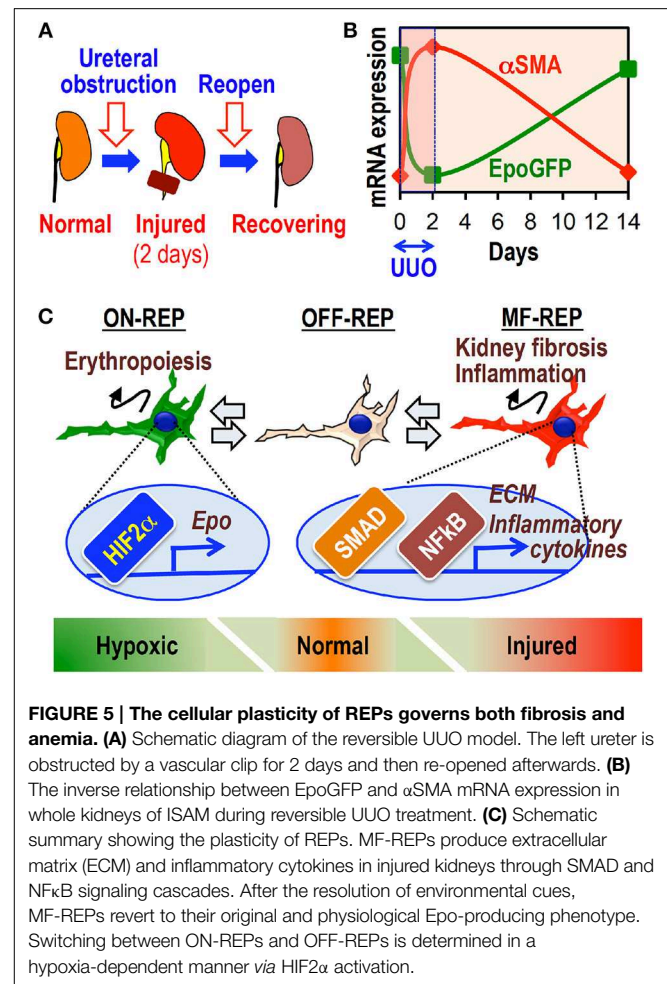 A
Ureteral
obstruction
Reopen
Normal
Injured
(2 days)
Recovering
B
mRNA expression
αSMA
EpoGFP
0 2 4 6 8 10 12 14
Days
UUO
C
ON-REP OFF-REP MF-REP
Erythropoiesis
Kidney fibrosis
Inflammation
HIF2α
Epo
SMAD
NFkB
ECM
Inflammatory
cytokines
Hypoxic Normal Injured
FIGURE 5 | The cellular plasticity of REPs governs both fibrosis and
anemia. (A) Schematic diagram of the reversible UUO model. The left ureter is
obstructed by a vascular clip for 2 days and then re-opened afterwards. (B)
The inverse relationship between EpoGFP and αSMA mRNA expression in
whole kidneys of ISAM during reversible UUO treatment. (C) Schematic
summary showing the plasticity of REPs. MF-REPs produce extracellular
matrix (ECM) and inflammatory cytokines in injured kidneys through SMAD and
NFκB signaling cascades. After the resolution of environmental cues,
MF-REPs revert to their original and physiological Epo-producing phenotype.
Switching between ON-REPs and OFF-REPs is determined in a
hypoxia-dependent manner via HIF2α activation.